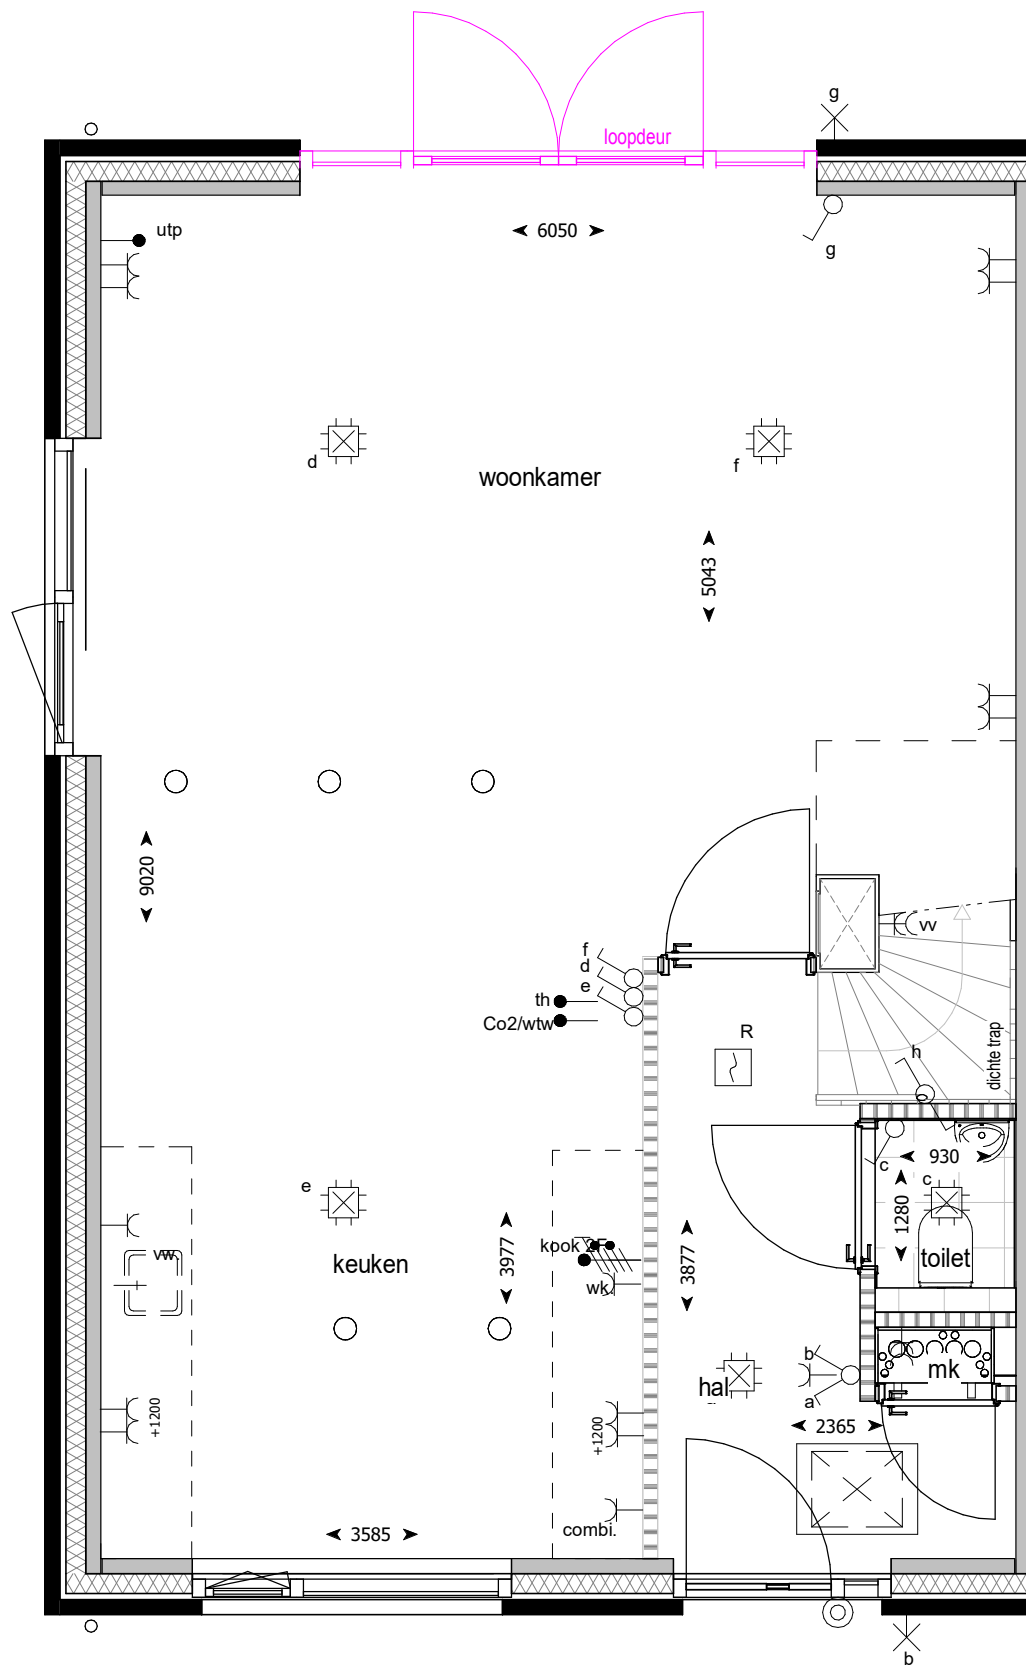 g
loopdeur
utp
6050
g
d
f
woonkamer
5043
9020
f
d
e
th
Co2/wtw
vv
R
h
dichte trap
c
930
c
1280
e
vw.
kook 2F
keuken
3977
3877
toilet
wk.
b
hal
mk
a
+1200
+1200
2365
combi.
3585
b